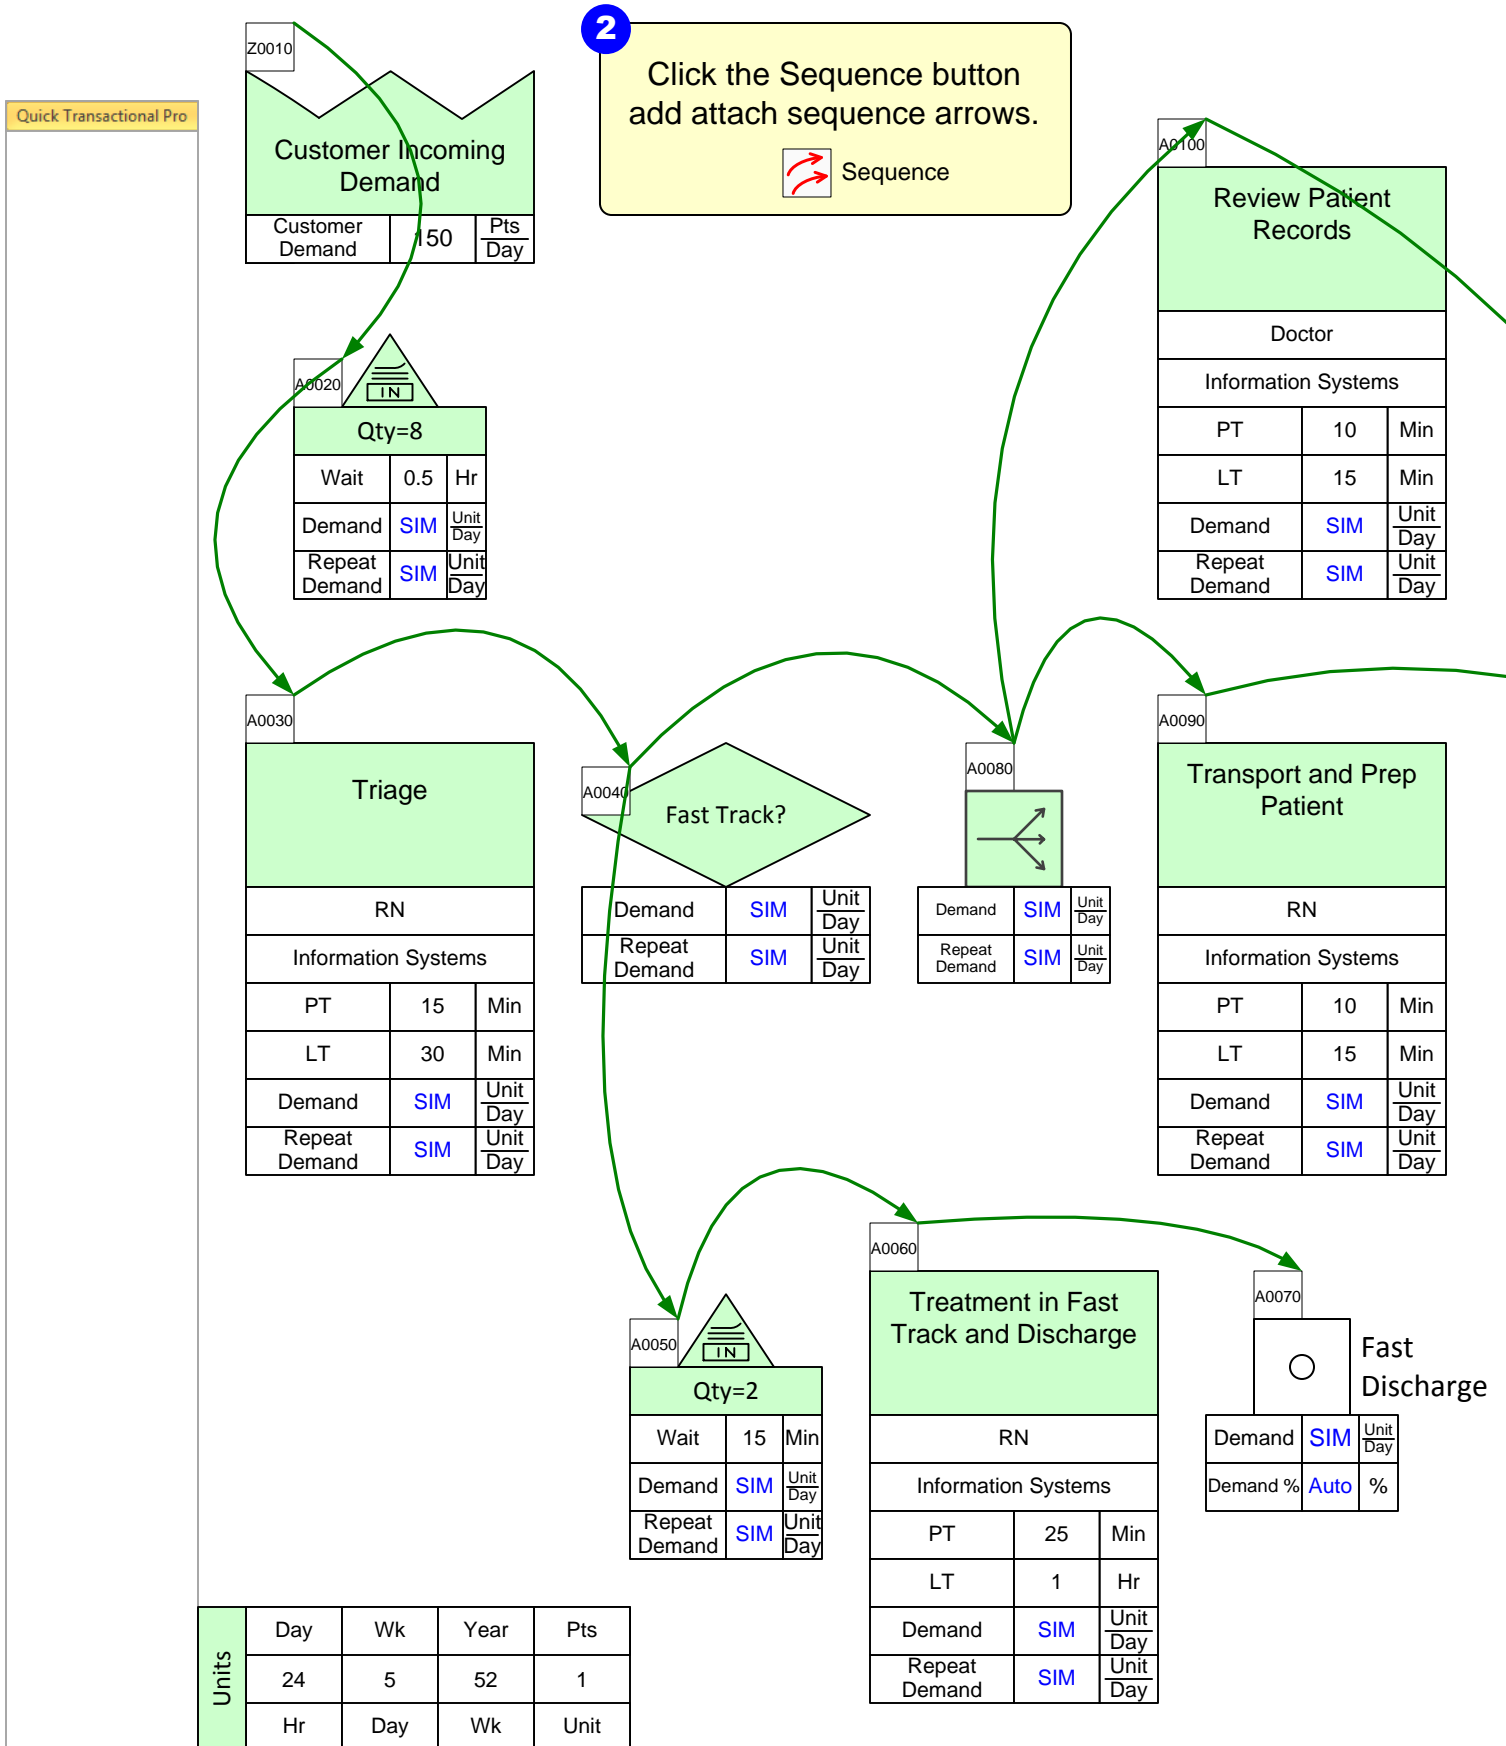 Quick Transactional Pro
Z0010
Customer Incoming
Demand
Customer
Demand
150
Pts
Day
2
Click the Sequence button
add attach sequence arrows.
Sequence
A0100
Review Patient
Records
Doctor
Information Systems
PT 10 Min
LT 15 Min
Demand SIM Unit
Day
Repeat
Demand
SIM
Unit
Day
A0020
IN
Qty=8
Wait 0.5 Hr
Demand SIM Unit
Day
Repeat
Demand
SIM
Unit
Day
A0030
Triage
RN
Information Systems
PT 15 Min
LT 30 Min
Demand SIM Unit
Day
Repeat
Demand
SIM
Unit
Day
A0040
Fast Track?
Demand SIM Unit
Day
Repeat
Demand
SIM
Unit
Day
A0080
Demand SIM Unit
Day
Repeat
Demand
SIM
Unit
Day
A0090
Transport and Prep
Patient
RN
Information Systems
PT 10 Min
LT 15 Min
Demand SIM Unit
Day
Repeat
Demand
SIM
Unit
Day
A0050
IN
Qty=2
Wait 15 Min
Demand SIM Unit
Day
Repeat
Demand
SIM
Unit
Day
A0060
Treatment in Fast
Track and Discharge
RN
Information Systems
PT 25 Min
LT 1 Hr
Demand SIM Unit
Day
Repeat
Demand
SIM
Unit
Day
A0070
Fast
Discharge
Demand SIM Unit
Day
Demand % Auto %
Units
Day Wk Year Pts
24 5 52 1
Hr Day Wk Unit